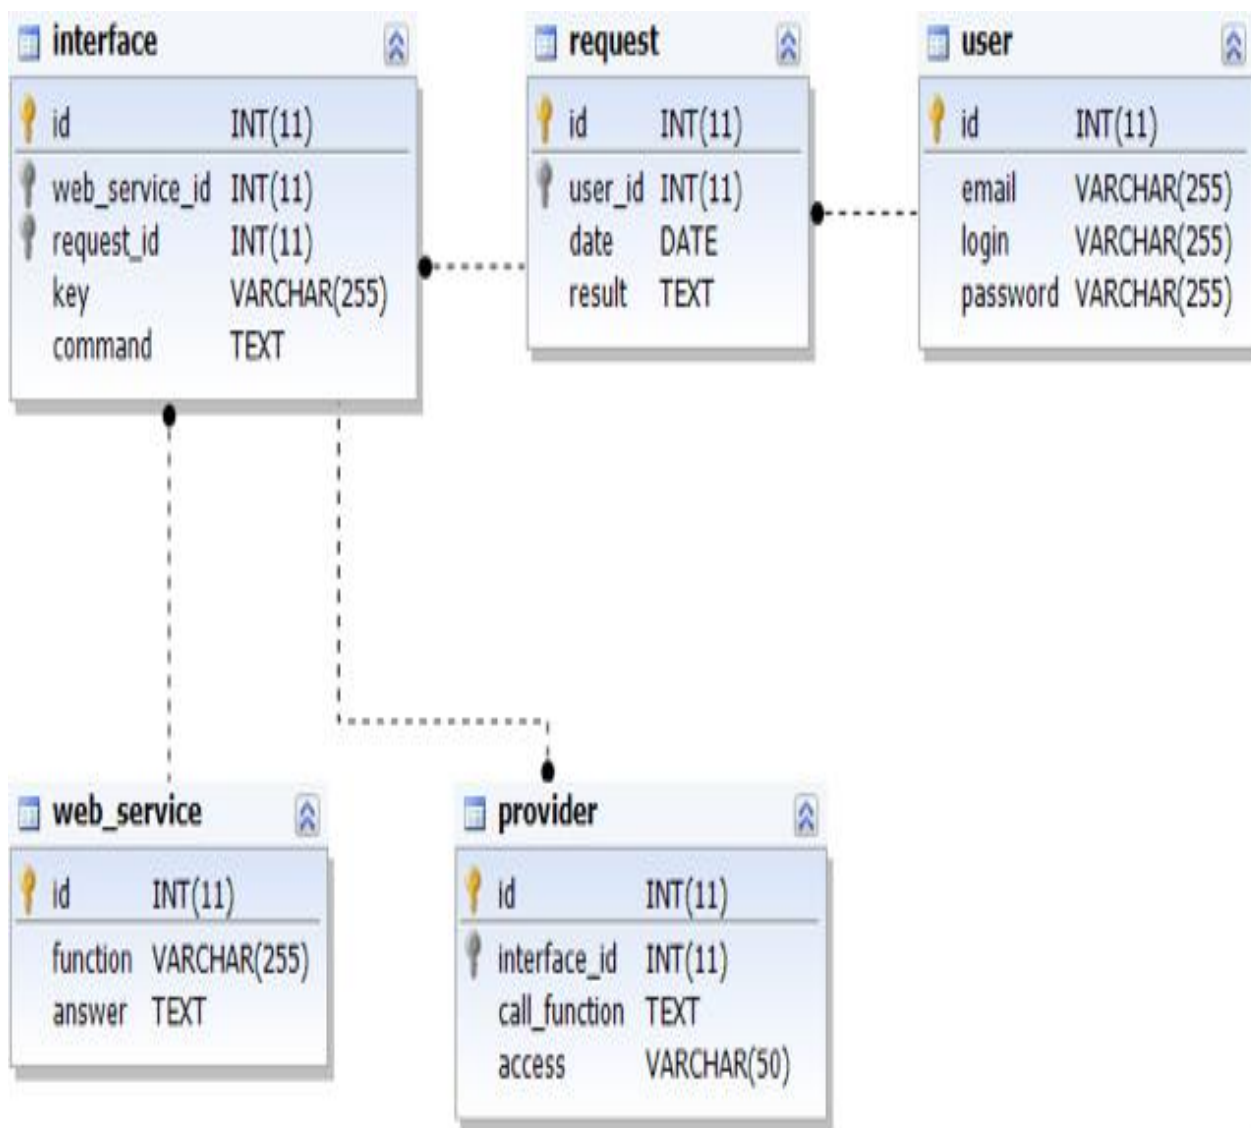 interface
id INT(11)
web_service_id INT(11)
request_id INT(11)
key VARCHAR(255)
command TEXT
request
id INT(11)
user_id INT(11)
date DATE
result TEXT
user
id INT(11)
email VARCHAR(255)
login VARCHAR(255)
password VARCHAR(255)
web_service
id INT(11)
function VARCHAR(255)
answer TEXT
provider
id INT(11)
interface_id INT(11)
call_function TEXT
access VARCHAR(50)